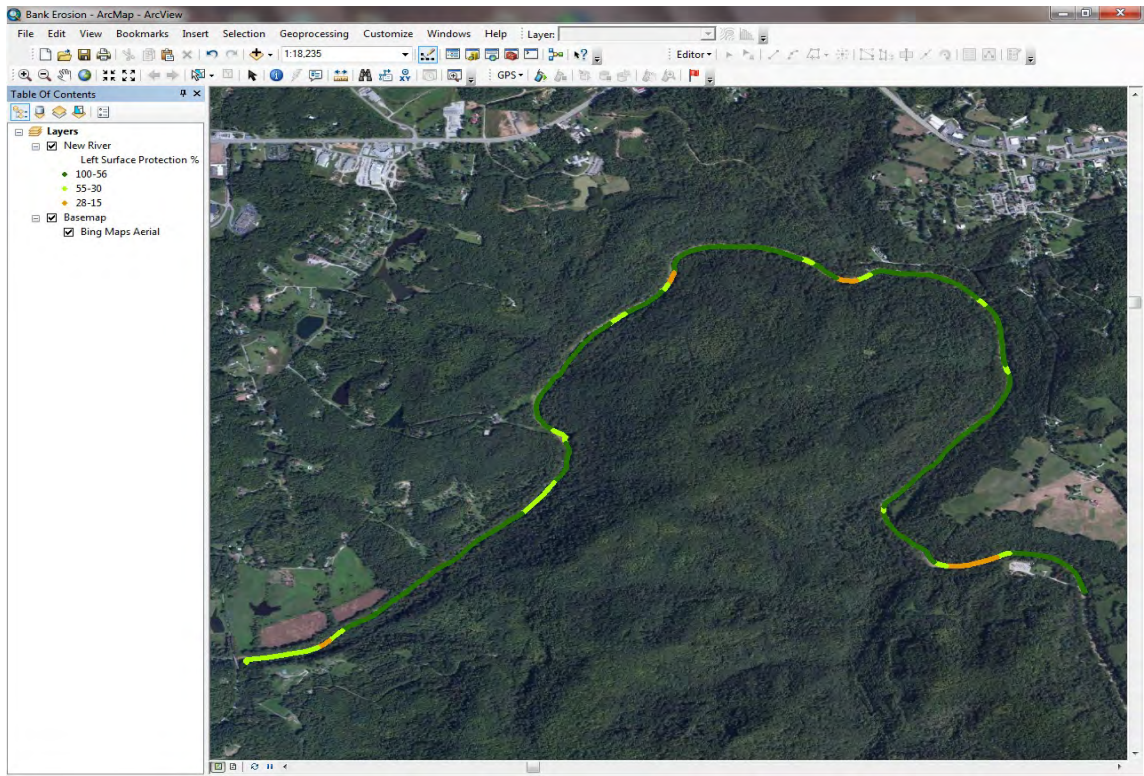 Bank Erosion - ArcMap - ArcView
File Edit View Bookmarks Insert Selection Geoprocessing Customize Windows Help Layer:
1:18,235 Editor
GPS
Table Of Contents
Layers
New River
Left Surface Protection %
100-56
55-30
28-15
Basemap
Bing Maps Aerial